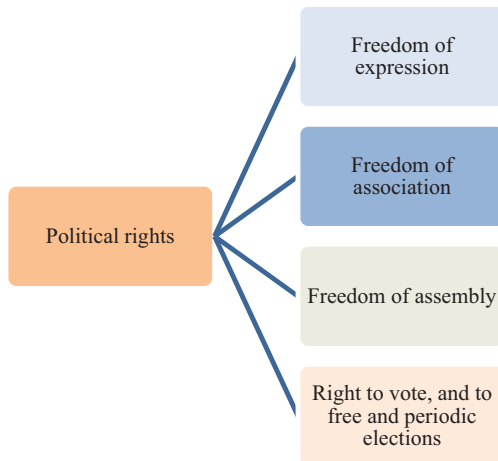 Freedom of
expression
Freedom of
association
Political rights
Freedom of assembly
Right to vote, and to
free and periodic
elections